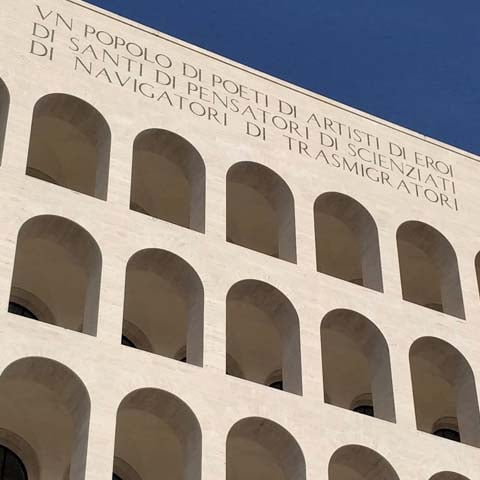 VN POPOLO DI POETI DI ARTISTI DI EROI
DI SANTI DI PENSATORI DI SCIENZIATI
DI NAVIGATORI DI TRASMIGRATORI